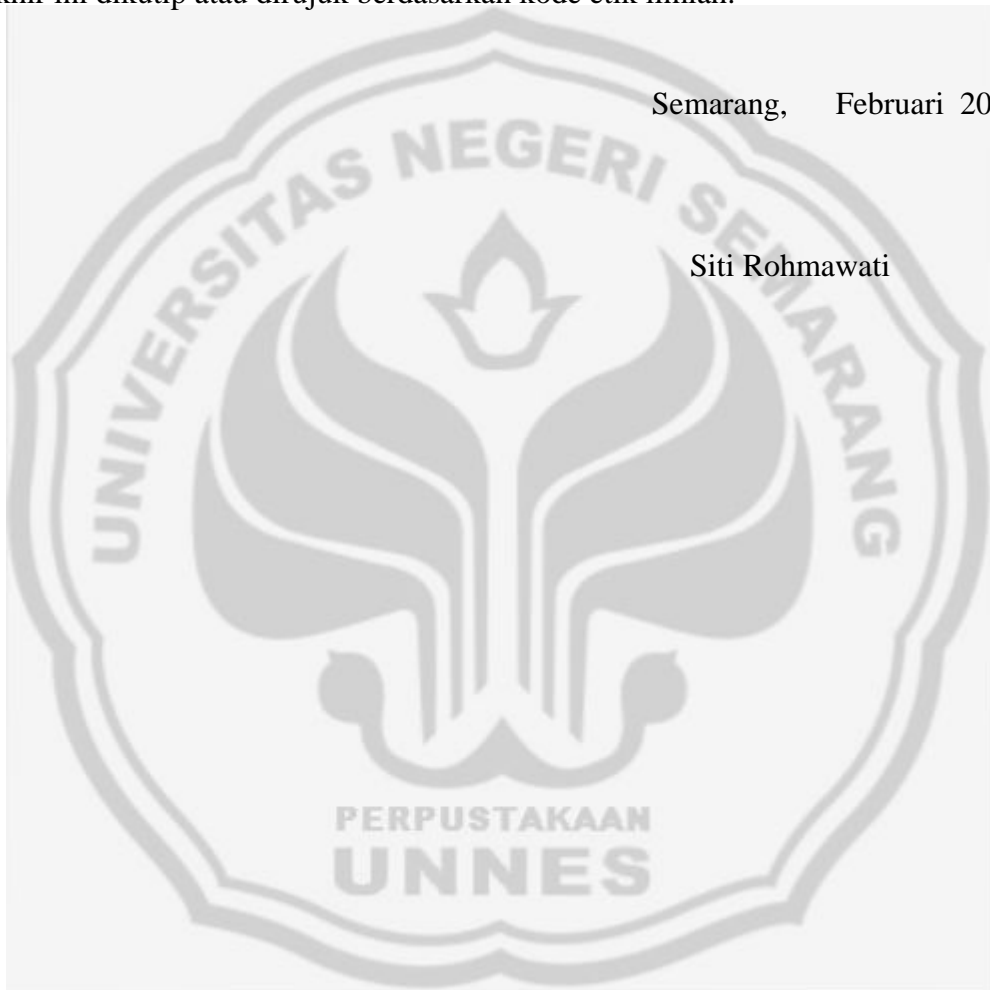 ini dikutip atau dirujuk berdasarkan kode etik ilmiah.
Semarang, Februari 20
UNIVERSITAS NEGERI SEMARANG
Siti Rohmawati
PERPUSTAKAAN
UNNES